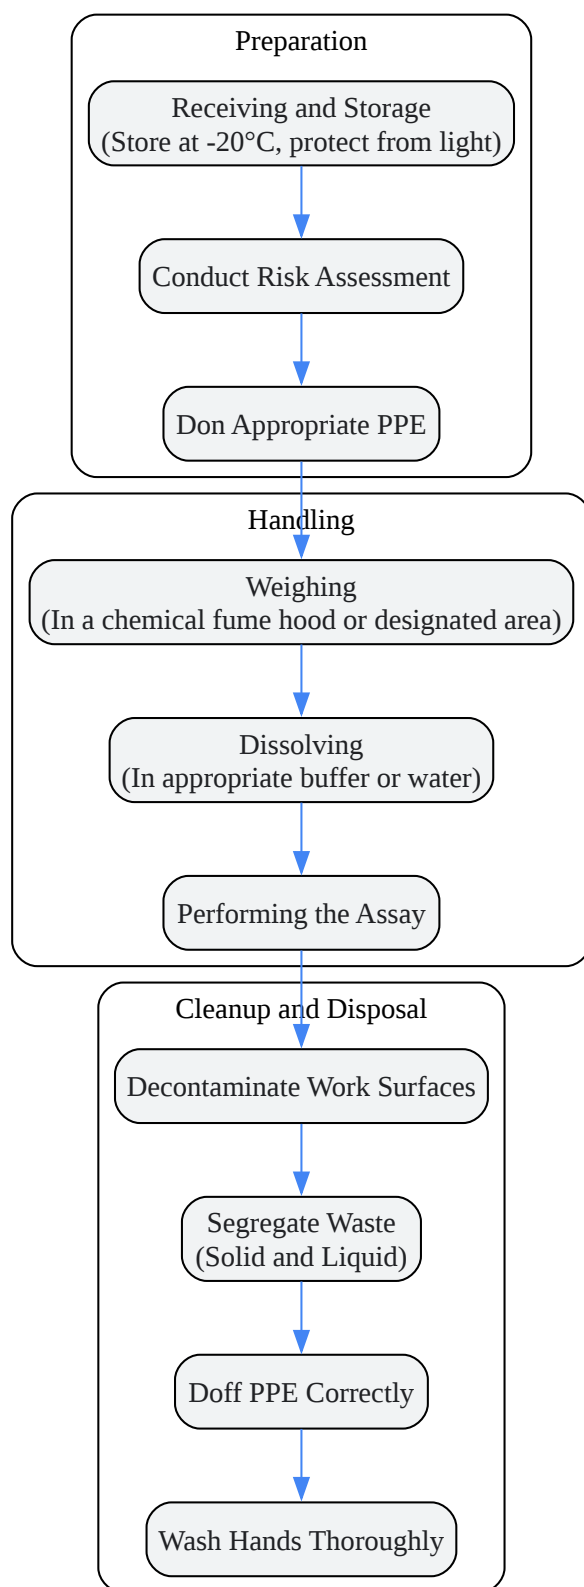 Preparation
Receiving and Storage
(Store at -20°C, protect from light)
Conduct Risk Assessment
Don Appropriate PPE
Handling
Weighing
(In a chemical fume hood or designated area)
Dissolving
(In appropriate buffer or water)
Performing the Assay
Cleanup and Disposal
Decontaminate Work Surfaces
Segregate Waste
(Solid and Liquid)
Doff PPE Correctly
Wash Hands Thoroughly